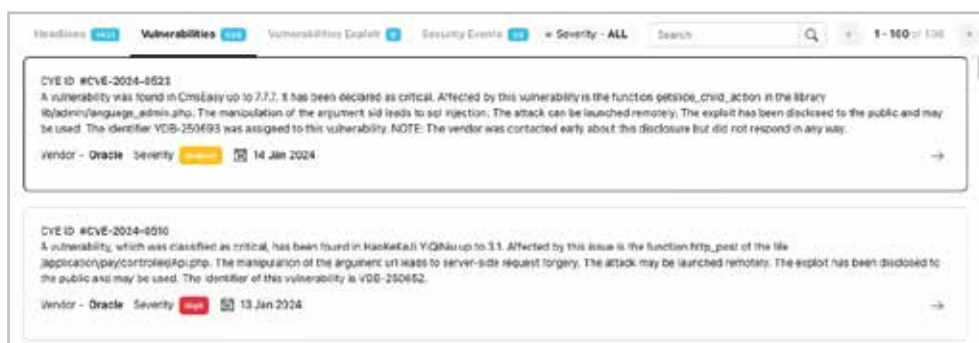 Headlines
Vulnerabilities
Vulnerabilities Exploit
Security Events
Severity - ALL
Search
1 - 100 of
CVE ID #CVE-2024-0523
A vulnerability was found in CmsEasy up to 7.7.7. It has been declared as critical. Affected by this vulnerability is the function getslide_child_action in the library
lib/admin/language_admin.php. The manipulation of the argument sid leads to sql injection. The attack can be launched remotely. The exploit has been disclosed to the public and may
be used. The identifier VDB-250693 was assigned to this vulnerability. NOTE: The vendor was contacted early about this disclosure but did not respond in any way.
Vendor - Oracle Severity Medium 14 Jan 2024
CVE ID #CVE-2024-0510
A vulnerability, which was classified as critical, has been found in HaoKeKeJi YiQiNiu up to 3.1. Affected by this issue is the function http_post of the file
/application/pay/controller/Api.php. The manipulation of the argument url leads to server-side request forgery. The attack may be launched remotely. The exploit has been disclosed to
the public and may be used. The identifier of this vulnerability is VDB-250652.
Vendor - Oracle Severity High 13 Jan 2024